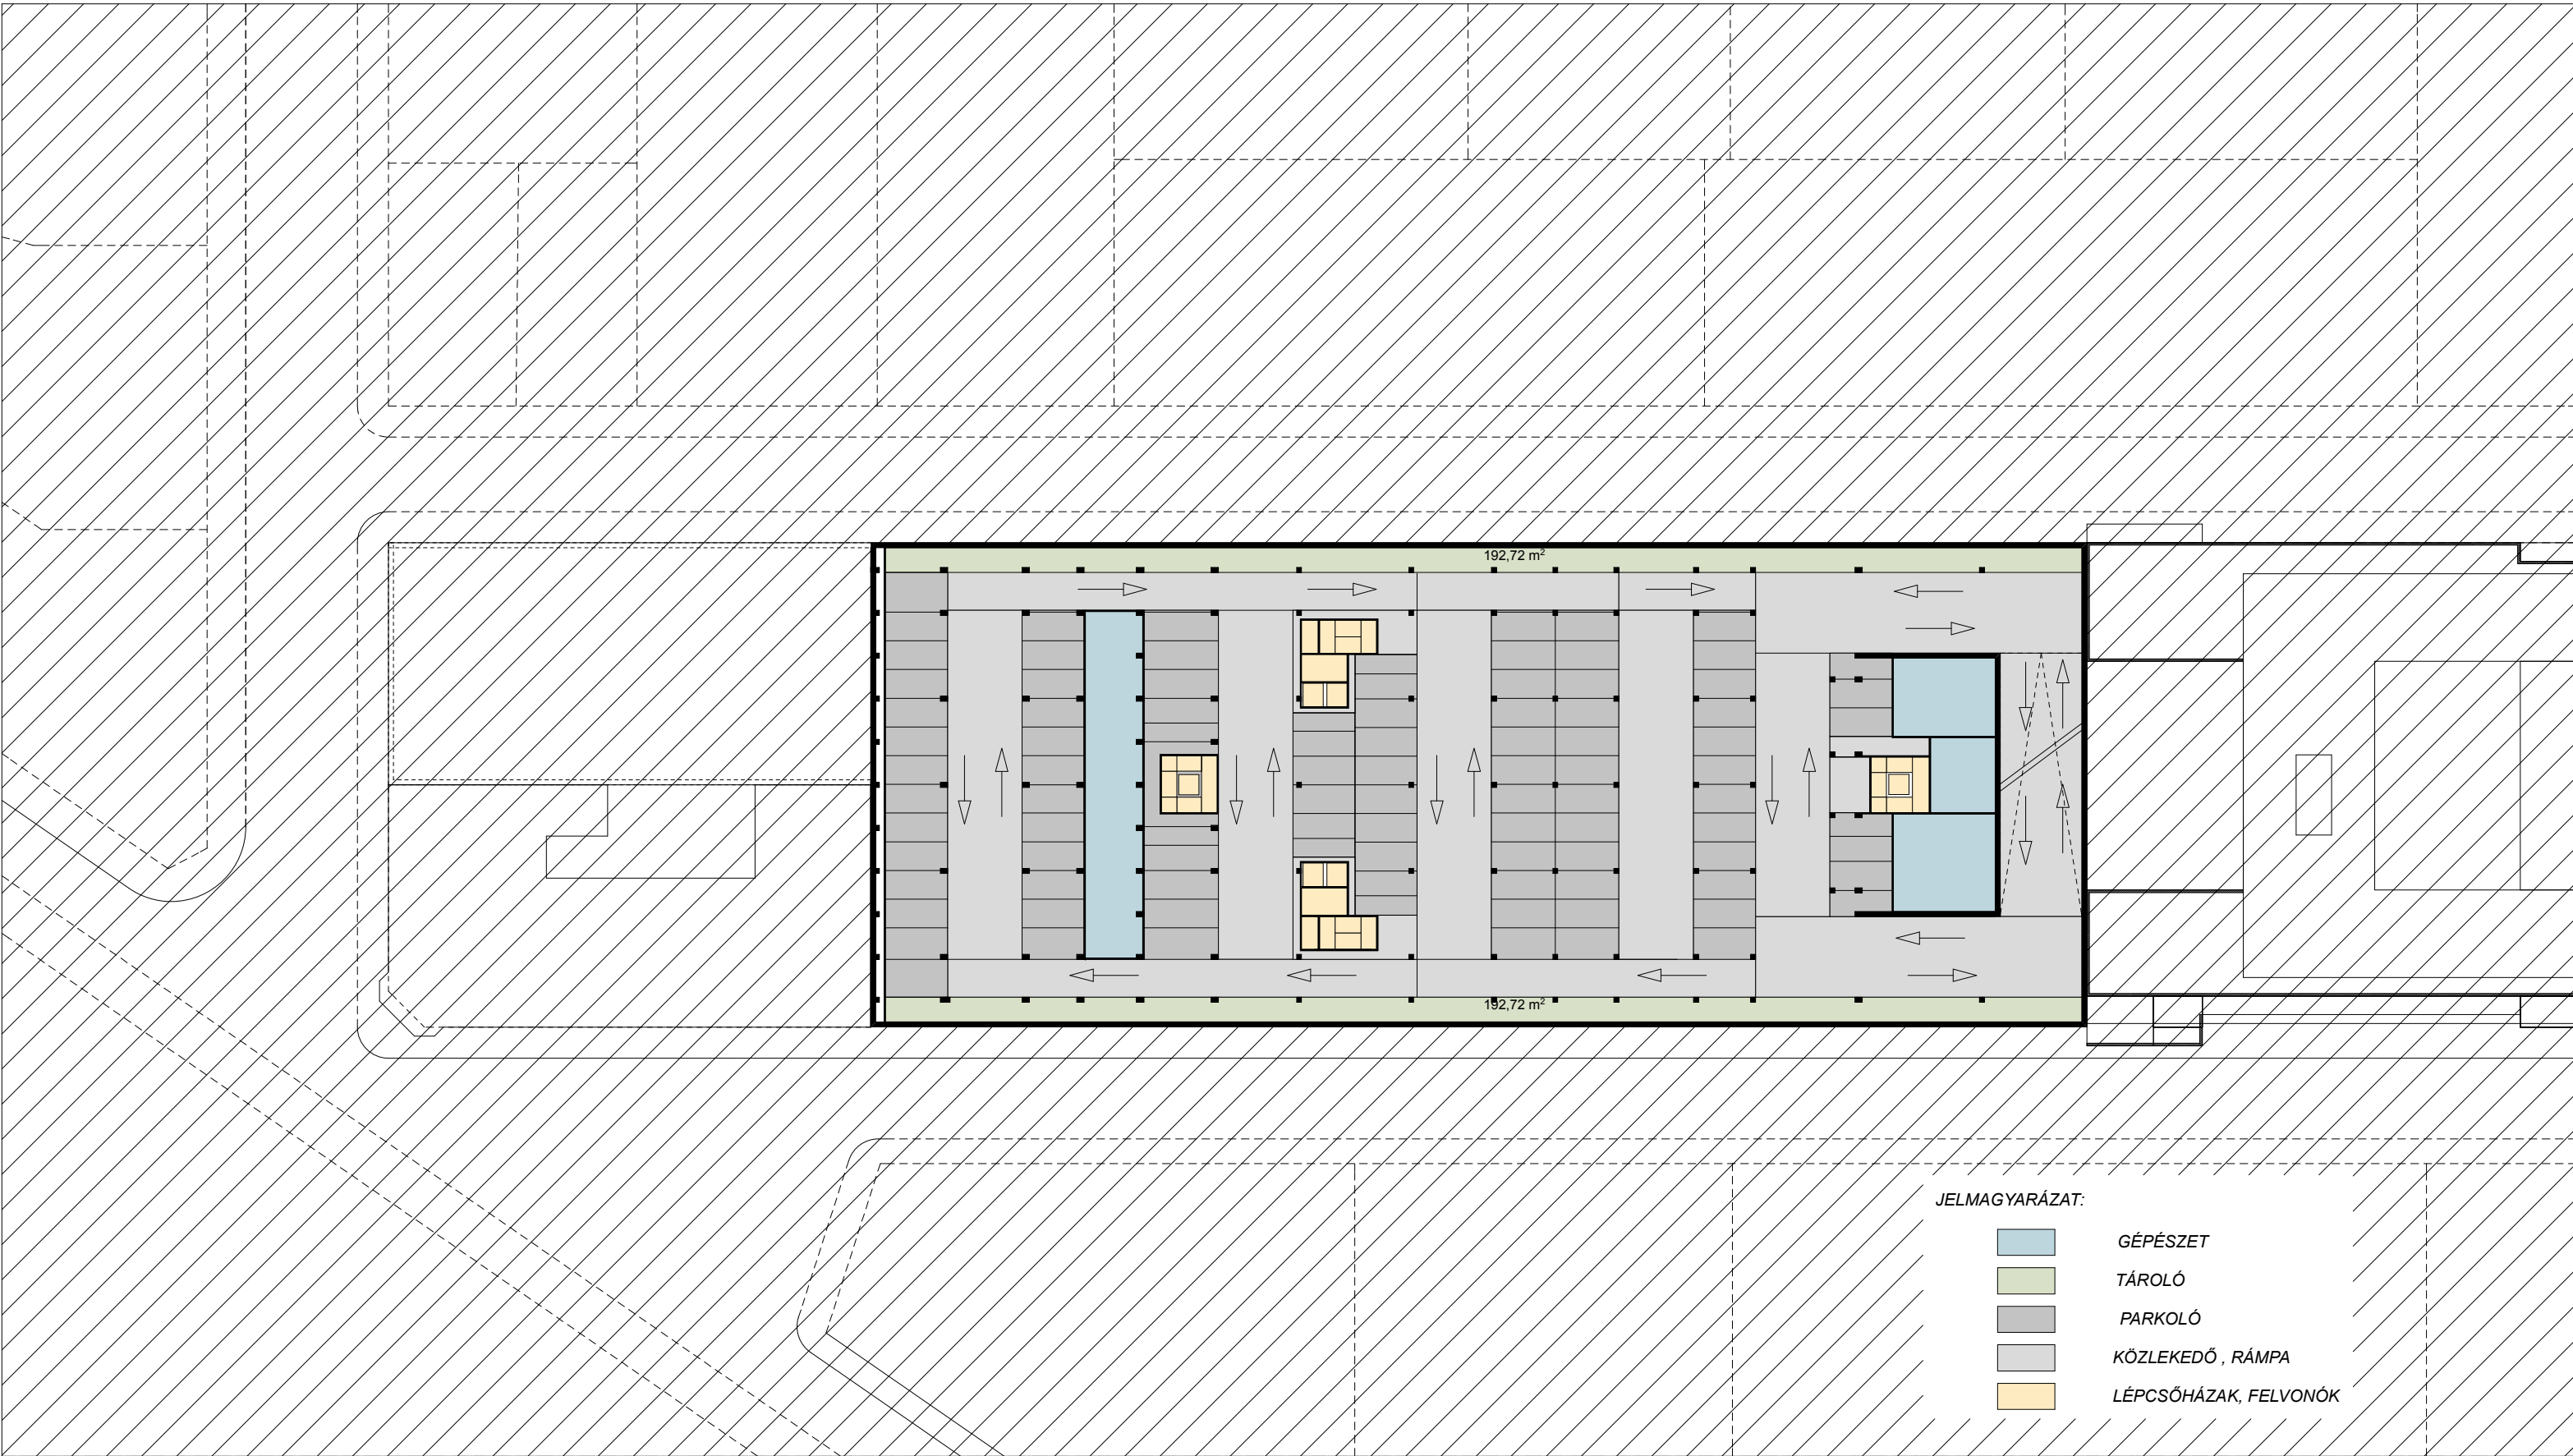 192,72 m²
192,72 m²
JELMAGYARÁZAT:
GÉPÉSZET
TÁROLÓ
PARKOLÓ
KÖZLEKEDŐ , RÁMPA
LÉPCSŐHÁZAK, FELVONÓK